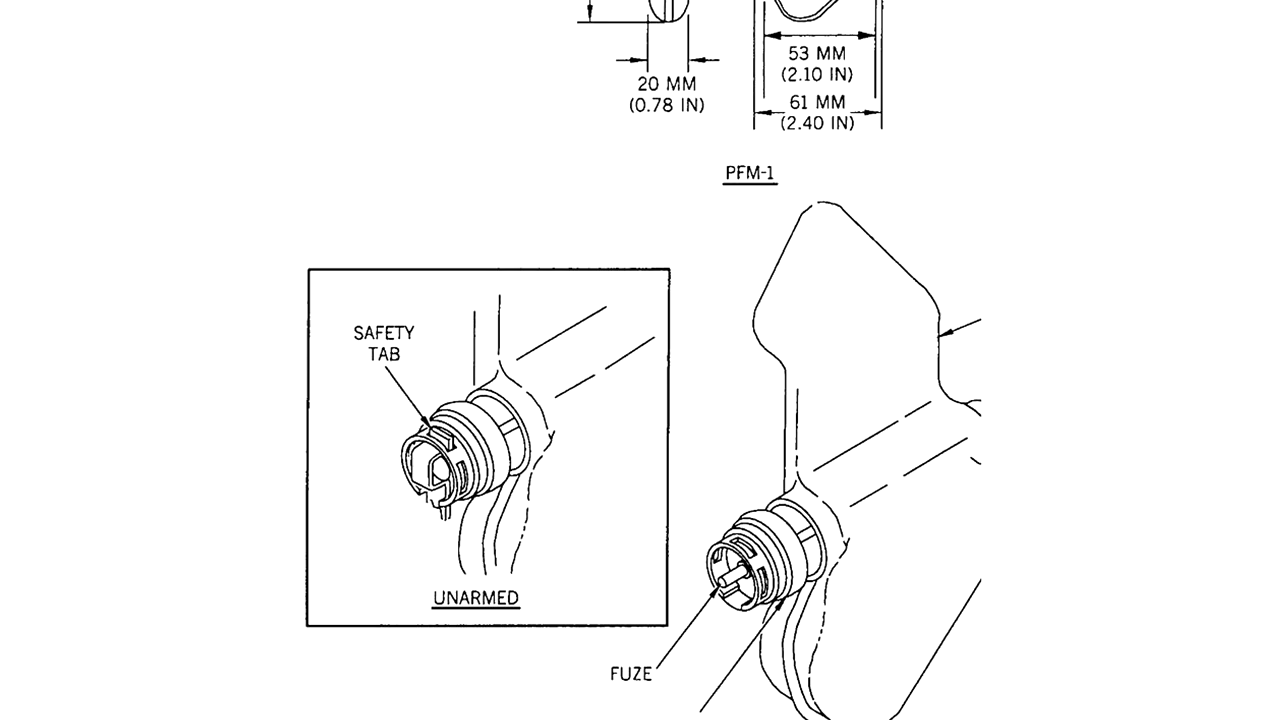 53 MM
(2.10 IN)
20 MM
(0.78 IN)
61 MM
(2.40 IN)
PFM-1
SAFETY
TAB
UNARMED
FUZE